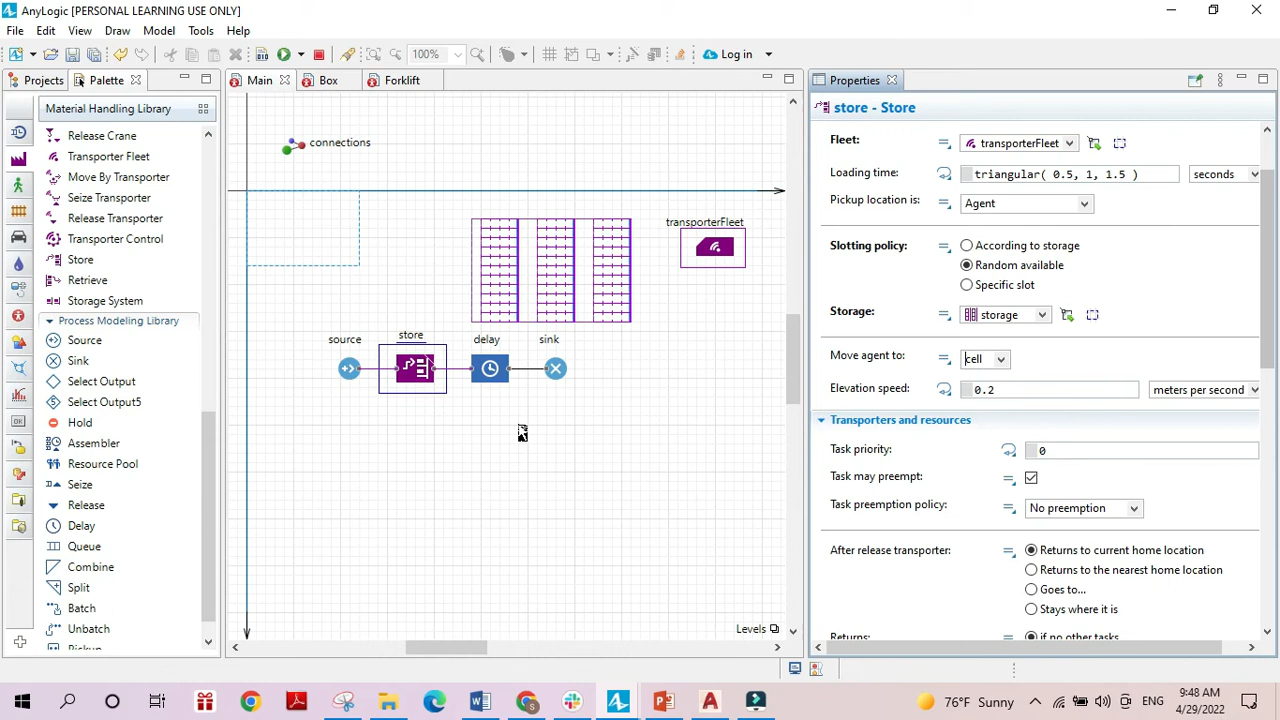 AnyLogic [PERSONAL LEARNING USE ONLY]
File Edit View Draw Model Tools Help
100% Log in
Projects Palette
Main Box Forklift
Properties
Material Handling Library
Release Crane
Transporter Fleet
Move By Transporter
Seize Transporter
Release Transporter
Transporter Control
Store
Retrieve
Storage System
Process Modeling Library
Source
Sink
Select Output
Select Output5
Hold
Assembler
Resource Pool
Seize
Release
Delay
Queue
Combine
Split
Batch
Unbatch
Pickup
connections
transporterFleet
source store delay sink
Levels
store - Store
Fleet: transporterFleet
Loading time: triangular( 0.5, 1, 1.5 ) seconds
Pickup location is: Agent
Slotting policy: According to storage
Random available
Specific slot
Storage: storage
Move agent to: cell
Elevation speed: 0.2 meters per second
Transporters and resources
Task priority: 0
Task may preempt:
Task preemption policy: No preemption
After release transporter: Returns to current home location
Returns to the nearest home location
Goes to...
Stays where it is
Returns: if no other tasks
76°F Sunny ENG 9:48 AM
4/29/2022